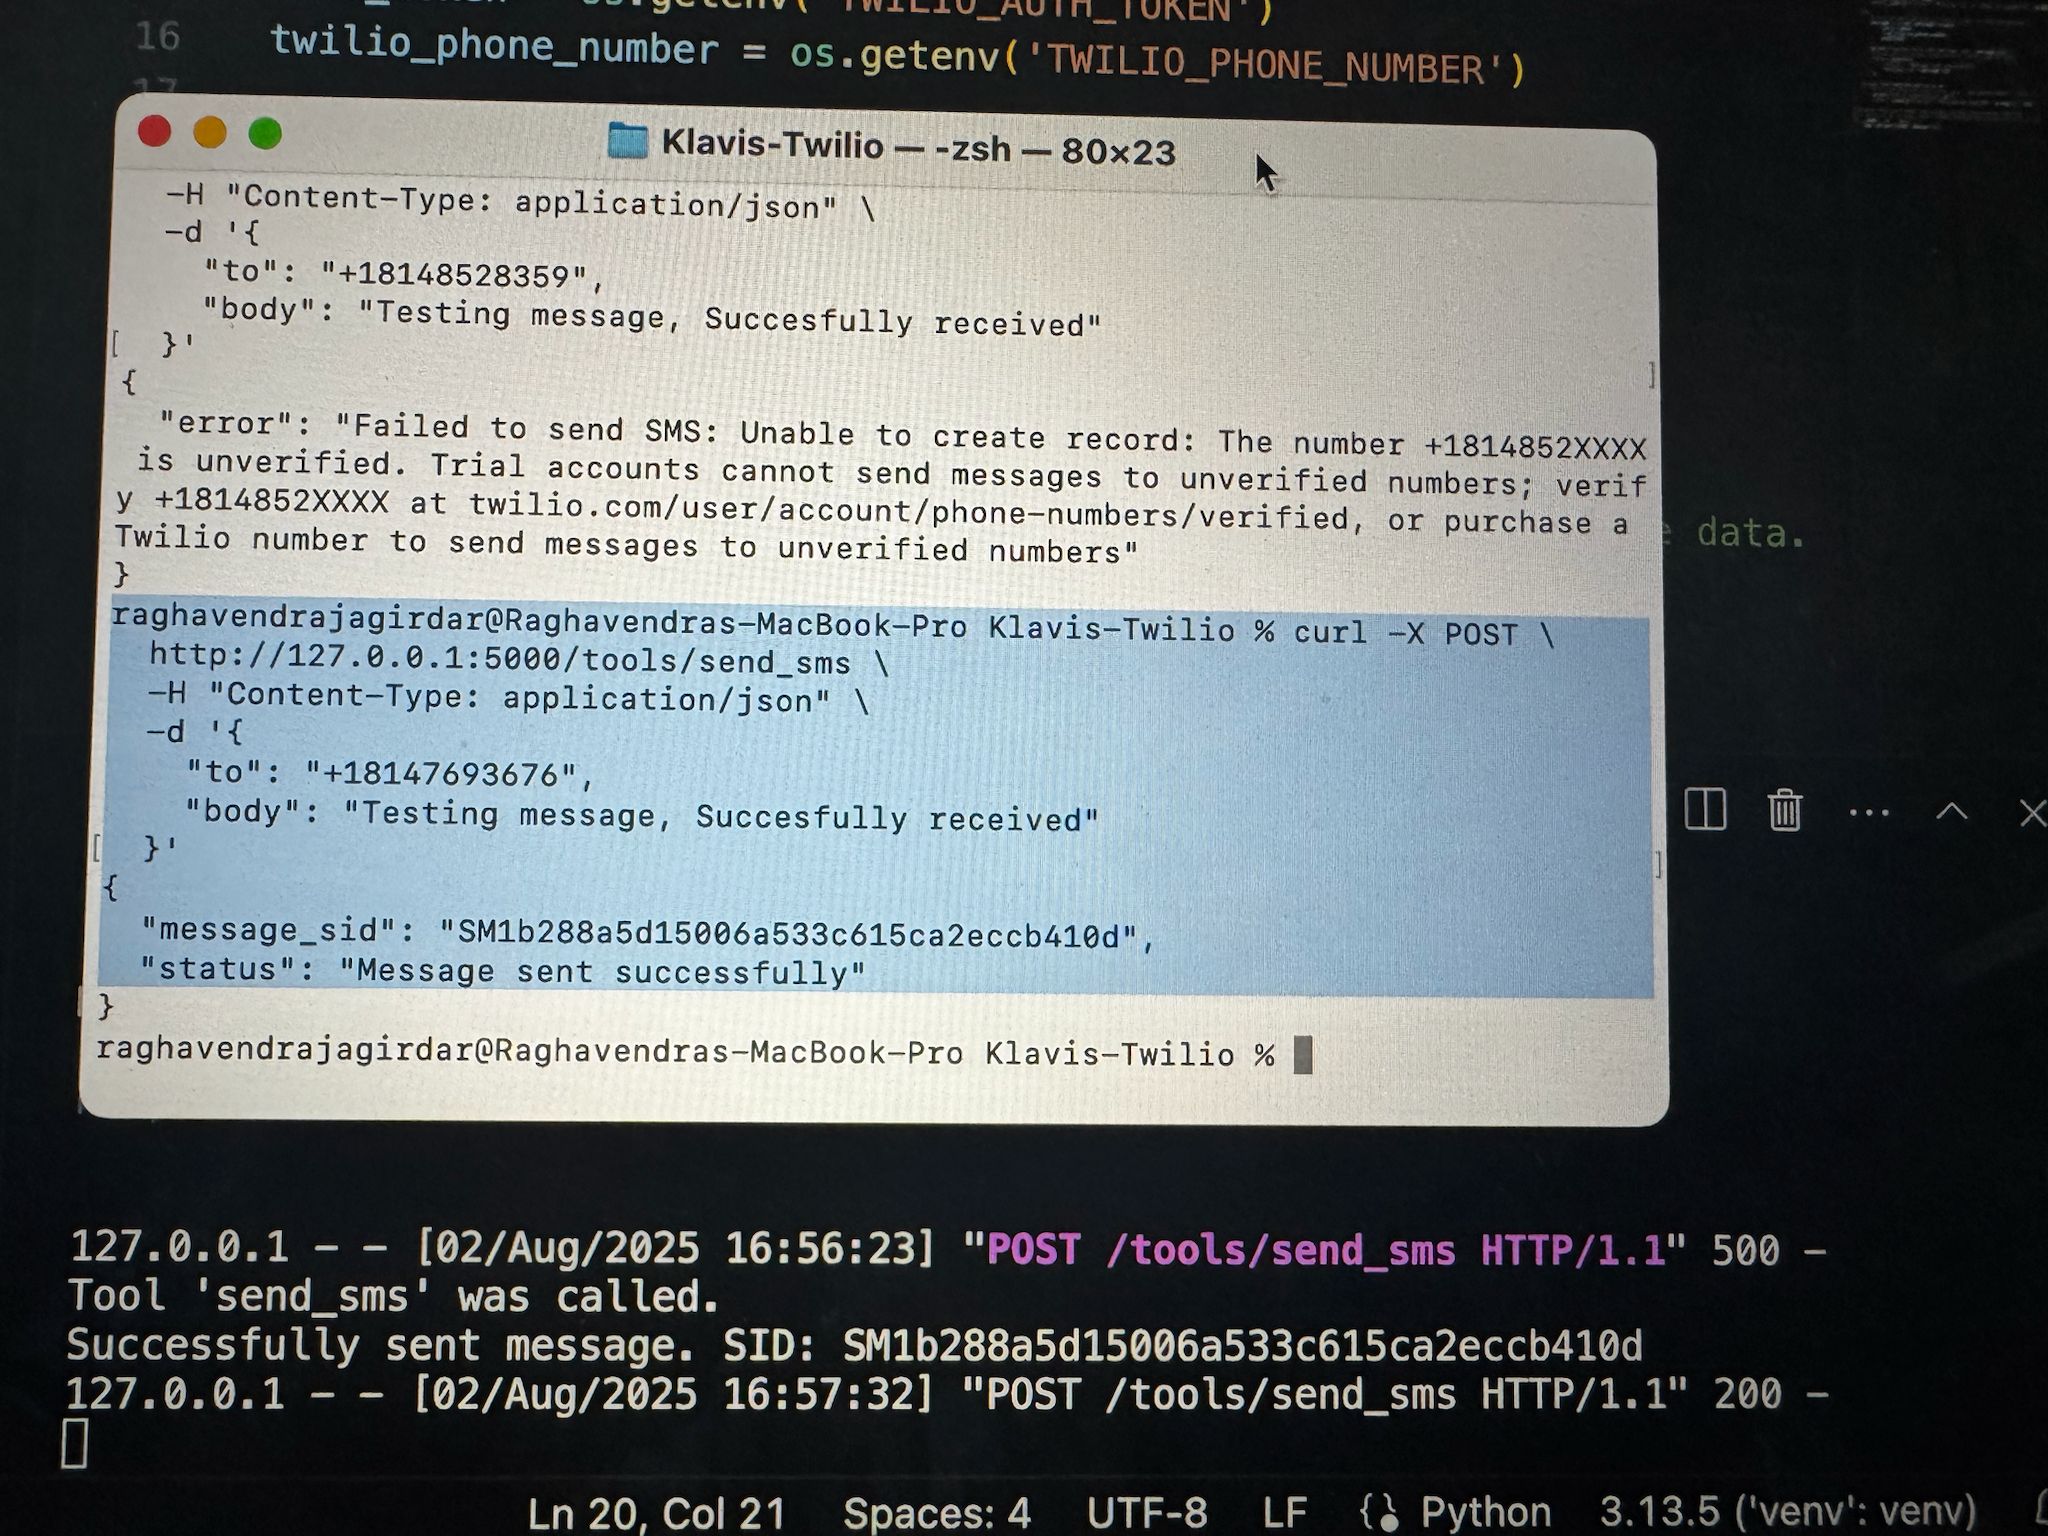 16 twilio_phone_number = os.getenv('TWILIO_PHONE_NUMBER')
17
Klavis-Twilio — -zsh — 80×23
-H "Content-Type: application/json" \
-d '{
"to": "+18148528359",
"body": "Testing message, Succesfully received"
[ }' ]
{
"error": "Failed to send SMS: Unable to create record: The number +1814852XXXX
is unverified. Trial accounts cannot send messages to unverified numbers; verif
y +1814852XXXX at twilio.com/user/account/phone-numbers/verified, or purchase a
Twilio number to send messages to unverified numbers"
data.
}
raghavendrajagirdar@Raghavendras-MacBook-Pro Klavis-Twilio % curl -X POST \
http://127.0.0.1:5000/tools/send_sms \
-H "Content-Type: application/json" \
-d '{
"to": "+18147693676",
"body": "Testing message, Succesfully received"
[ }' ]
{
"message_sid": "SM1b288a5d15006a533c615ca2eccb410d",
"status": "Message sent successfully"
}
raghavendrajagirdar@Raghavendras-MacBook-Pro Klavis-Twilio %
127.0.0.1 - - [02/Aug/2025 16:56:23] "POST /tools/send_sms HTTP/1.1" 500 -
Tool 'send_sms' was called.
Successfully sent message. SID: SM1b288a5d15006a533c615ca2eccb410d
127.0.0.1 - - [02/Aug/2025 16:57:32] "POST /tools/send_sms HTTP/1.1" 200 -
Ln 20, Col 21 Spaces: 4 UTF-8 LF Python 3.13.5 ('venv': venv)